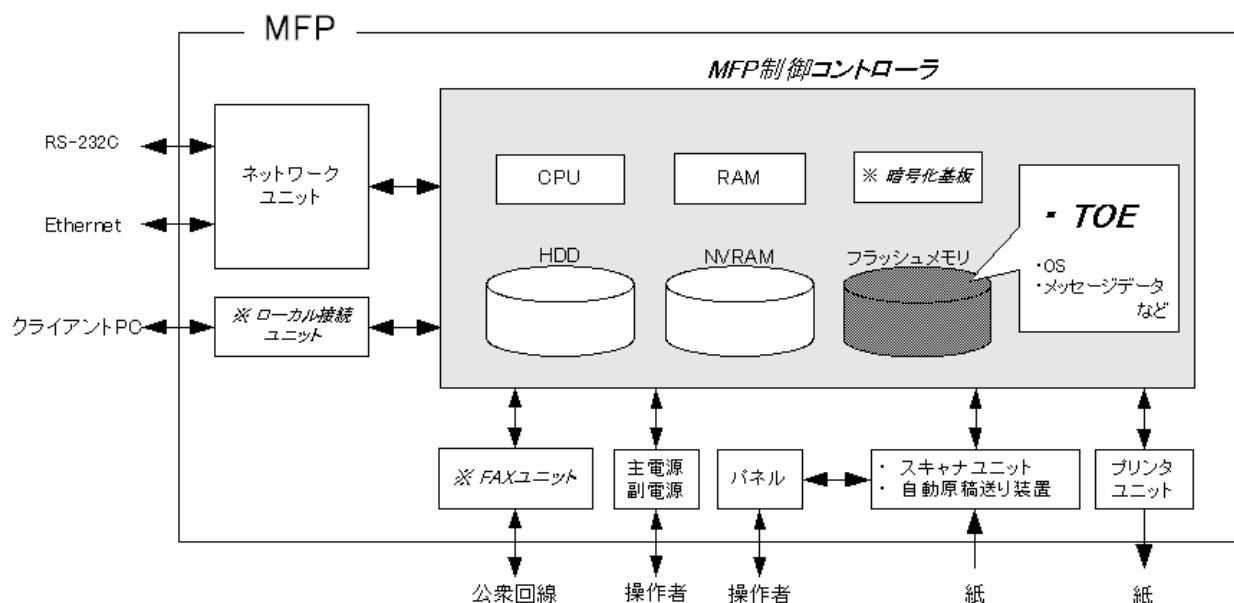 MFP
MFP制御コントローラ
RS-232C
Ethernet
ネットワーク
ユニット
CPU
RAM
※ 暗号化基板
・ TOE
・OS
・メッセージデータ
など
HDD
NVRAM
フラッシュメモリ
クライアントPC
※ ローカル接続
ユニット
※ FAXユニット
主電源
副電源
パネル
・ スキャナユニット
・ 自動原稿送り装置
プリンタ
ユニット
公衆回線
操作者
操作者
紙
紙